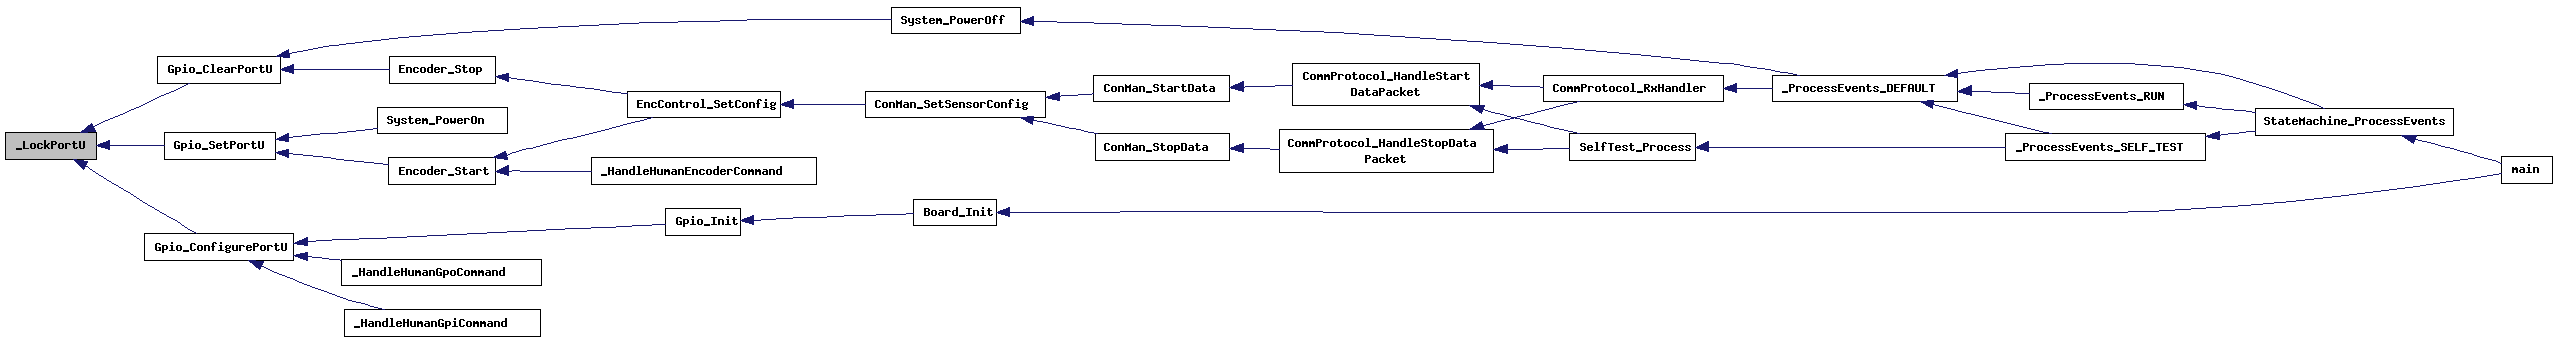 _LockPortU
Gpio_ClearPortU
Gpio_SetPortU
Gpio_ConfigurePortU
System_PowerOff
Encoder_Stop
System_PowerOn
Encoder_Start
_HandleHumanEncoderCommand
EncControl_SetConfig
ConMan_SetSensorConfig
ConMan_StartData
ConMan_StopData
CommProtocol_HandleStart
DataPacket
CommProtocol_HandleStopData
Packet
CommProtocol_RxHandler
SelfTest_Process
_ProcessEvents_DEFAULT
_ProcessEvents_RUN
_ProcessEvents_SELF_TEST
StateMachine_ProcessEvents
main
Gpio_Init
Board_Init
_HandleHumanGpoCommand
_HandleHumanGpiCommand